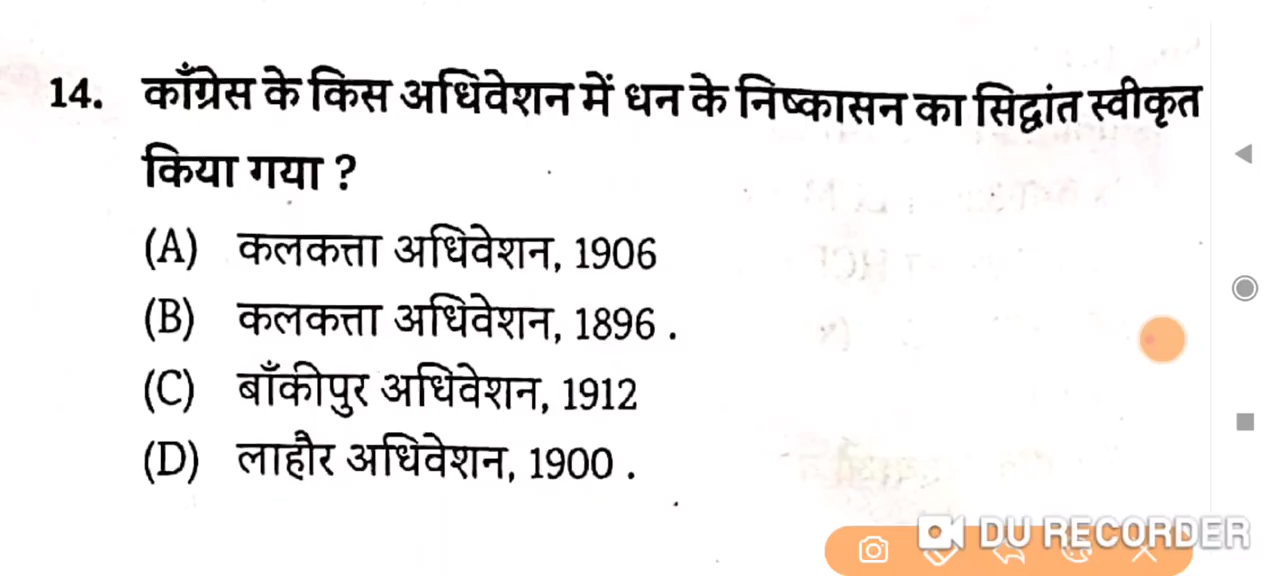 14. काँग्रेस के किस अधिवेशन में धन के निष्कासन का सिद्धांत स्वीकृत
किया गया ?
(A) कलकत्ता अधिवेशन, 1906
(B) कलकत्ता अधिवेशन, 1896 .
(C) बाँकीपुर अधिवेशन, 1912
(D) लाहौर अधिवेशन, 1900 .
DU RECORDER